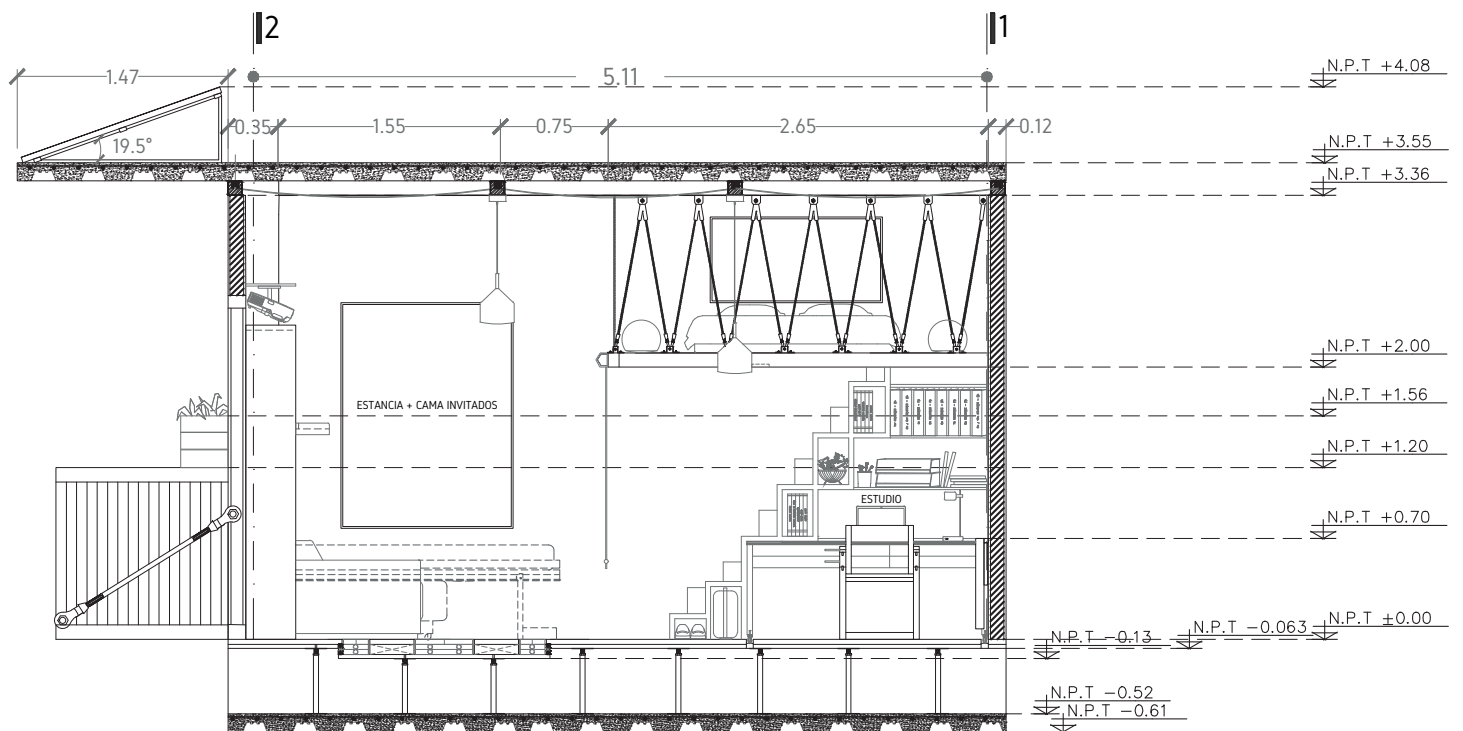 2
1
1.47
5.11
N.P.T +4.08
0.35
1.55
0.75
2.65
0.12
19.5°
N.P.T +3.55
N.P.T +3.36
N.P.T +2.00
ESTANCIA + CAMA INVITADOS
N.P.T +1.56
N.P.T +1.20
ESTUDIO
N.P.T +0.70
N.P.T ±0.00
N.P.T -0.063
N.P.T -0.13
N.P.T -0.52
N.P.T -0.61